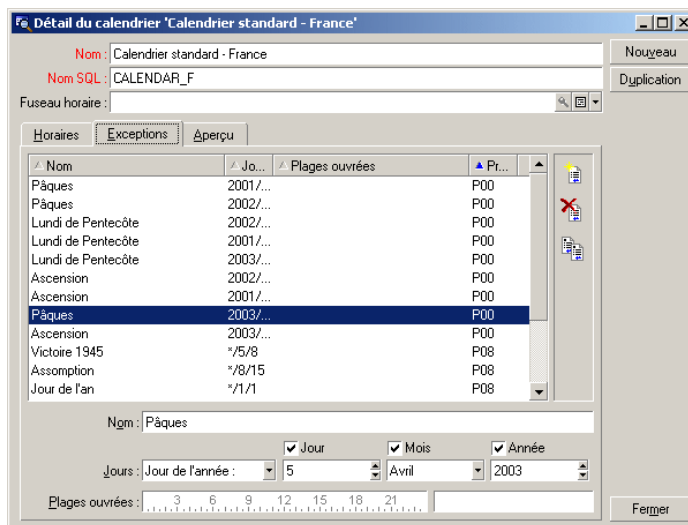 Détail du calendrier 'Calendrier standard - France'
Nom : Calendrier standard - France
Nouveau
Nom SQL : CALENDAR_F
Duplication
Fuseau horaire :
Horaires Exceptions Aperçu
Nom Jo... Plages ouvrées Pr...
Pâques 2001/... P00
Pâques 2002/... P00
Lundi de Pentecôte 2002/... P00
Lundi de Pentecôte 2001/... P00
Lundi de Pentecôte 2003/... P00
Ascension 2002/... P00
Ascension 2001/... P00
Pâques 2003/... P00
Ascension 2003/... P00
Victoire 1945 */5/8 P08
Assomption */8/15 P08
Jour de l'an */1/1 P08
Nom : Pâques
Jour Mois Année
Jours : Jour de l'année : 5 Avril 2003
Plages ouvrées : 3 6 9 12 15 18 21
Fermer